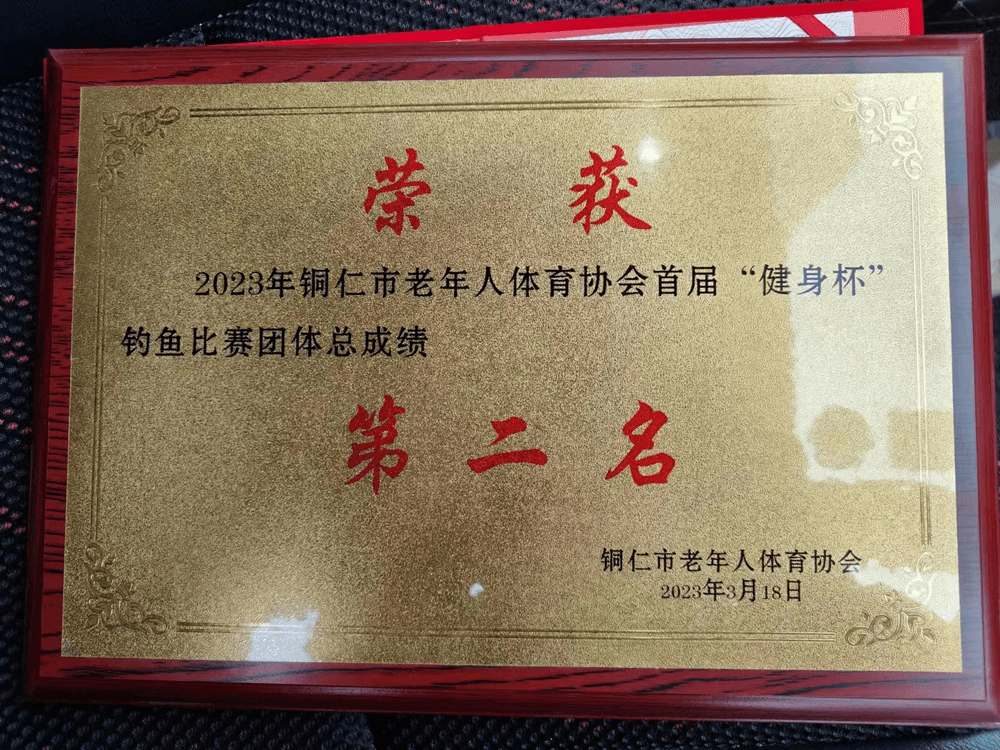 荣获
2023年铜仁市老年人体育协会首届“健身杯”
钓鱼比赛团体总成绩
第二名
铜仁市老年人体育协会
2023年3月18日